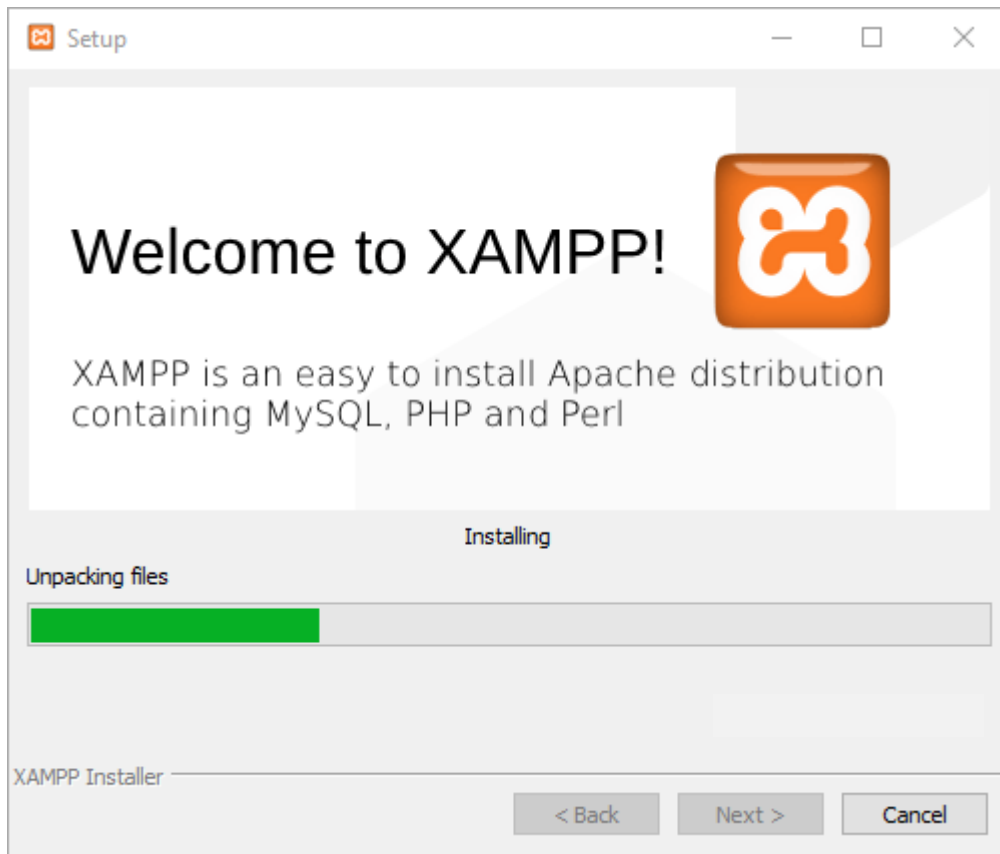 Setup
Welcome to XAMPP!
XAMPP is an easy to install Apache distribution
containing MySQL, PHP and Perl
Installing
Unpacking files
XAMPP Installer
< Back
Next >
Cancel